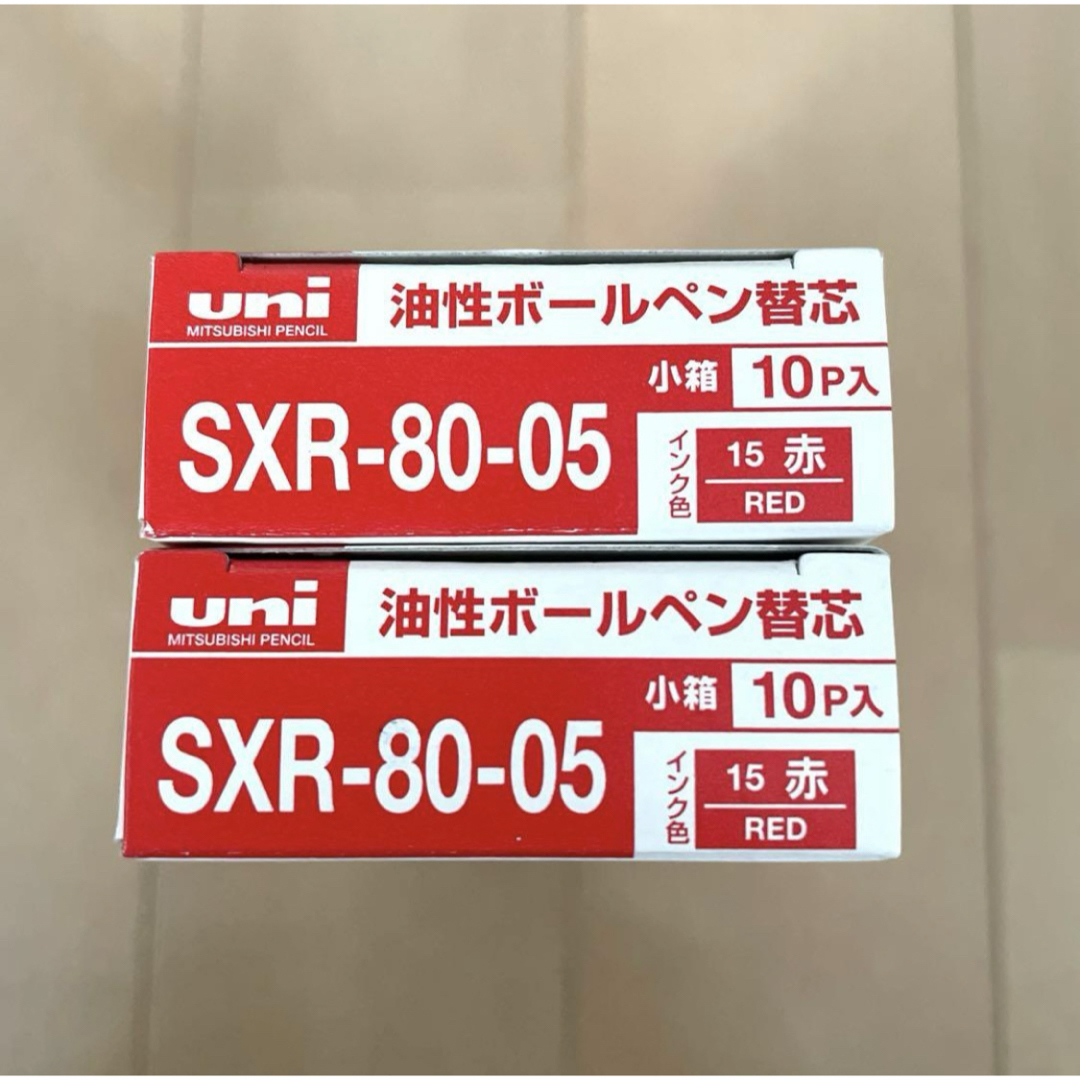 uni
MITSUBISHI PENCIL
油性ボールペン替芯
小箱 10P入
SXR-80-05
インク色
15 赤
RED
uni
MITSUBISHI PENCIL
油性ボールペン替芯
小箱 10P入
SXR-80-05
インク色
15 赤
RED